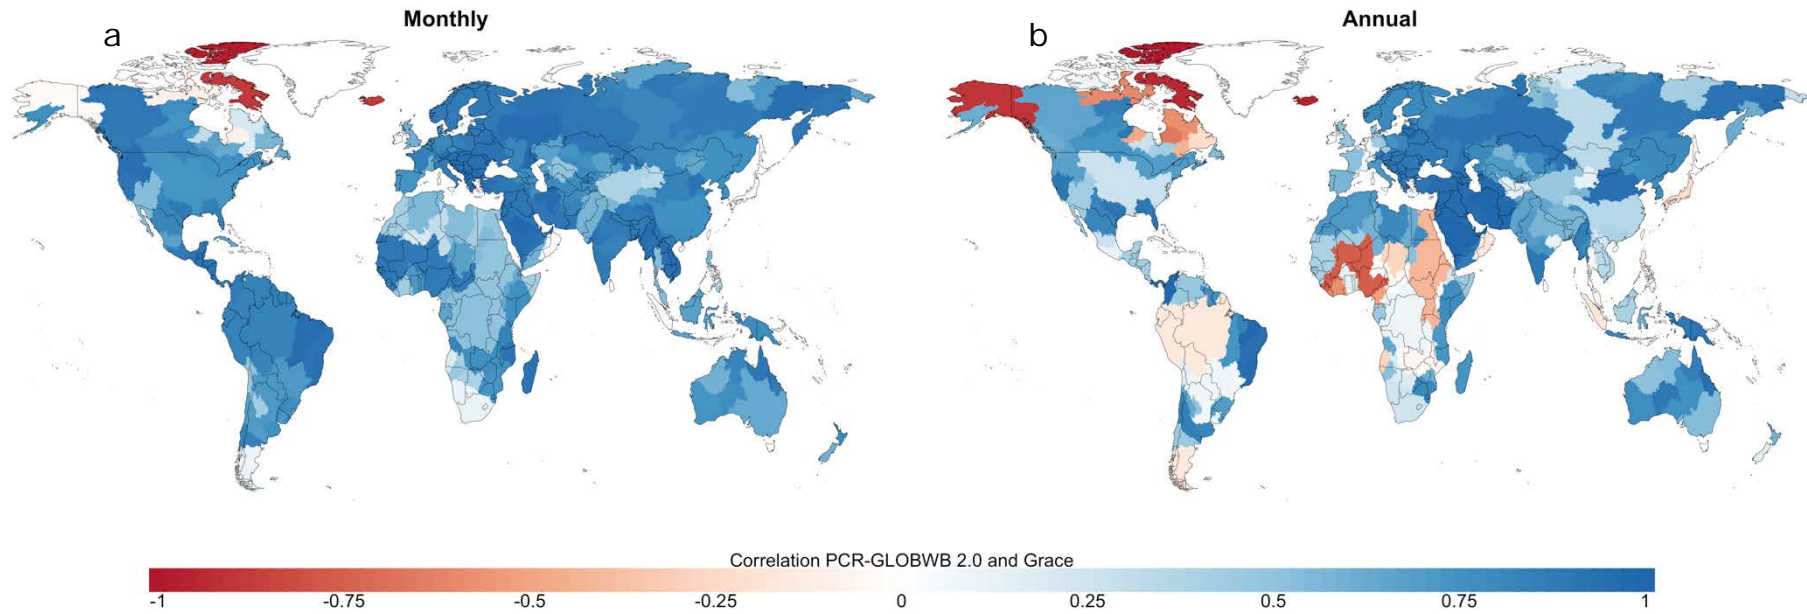 Monthly
Annual
a
b
Correlation PCR-GLOBWB 2.0 and Grace
-1 -0.75 -0.5 -0.25 0 0.25 0.5 0.75 1